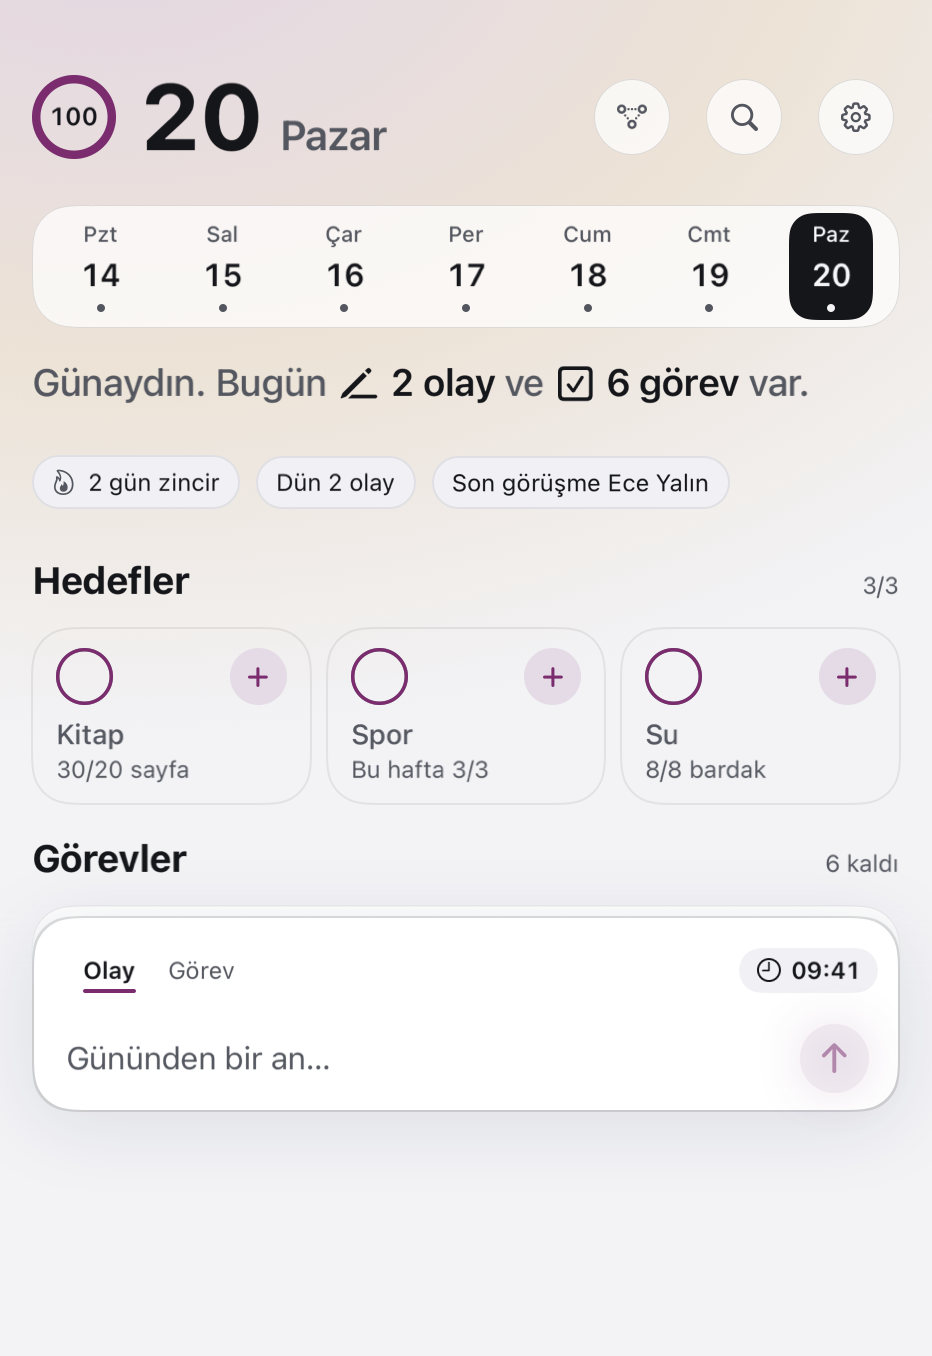 100
20 Pazar
Pzt Sal Çar Per Cum Cmt Paz
14 15 16 17 18 19 20
Günaydın. Bugün 2 olay ve 6 görev var.
2 gün zincir
Dün 2 olay
Son görüşme Ece Yalın
Hedefler
3/3
Kitap
30/20 sayfa
Spor
Bu hafta 3/3
Su
8/8 bardak
Görevler
6 kaldı
Olay Görev
09:41
Gününden bir an...